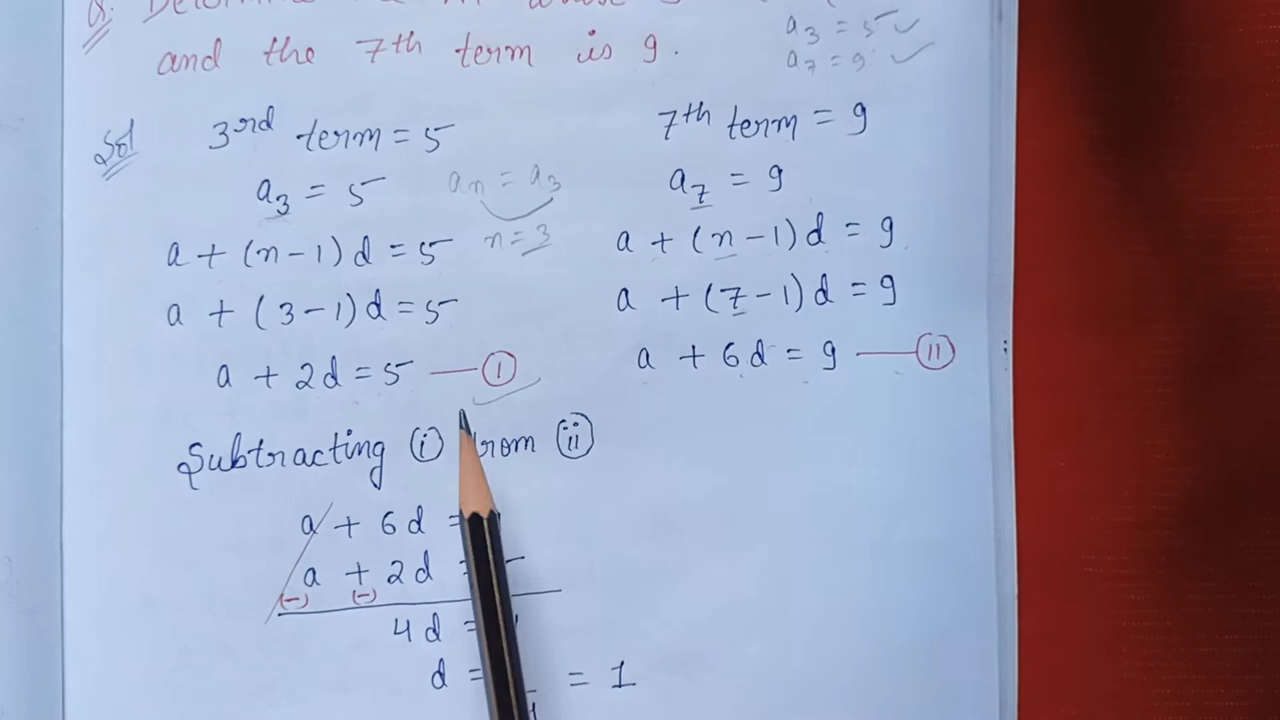 Q.
and the 7th term is 9.
a3 = 5 ✓
a7 = 9 ✓
Sol
3rd term = 5
a3 = 5
an = a3
a + (n-1)d = 5
n = 3
a + (3-1)d = 5
a + 2d = 5 — (I)
7th term = 9
a7 = 9
a + (n-1)d = 9
a + (7-1)d = 9
a + 6d = 9 — (II)
Subtracting (i) from (ii)
a + 6d =
a + 2d =
(-) (-)
4d =
d = = 1